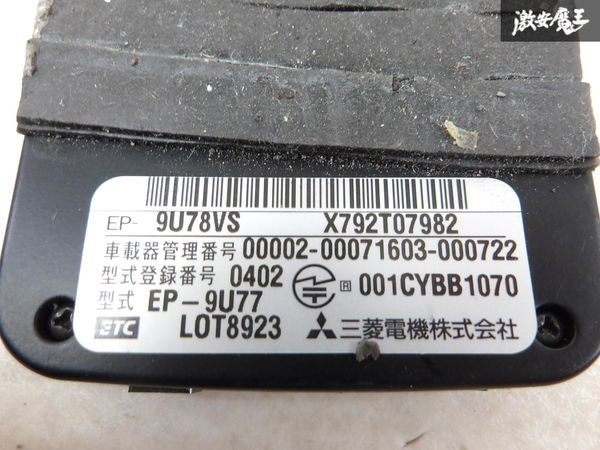 激安魔王
EP- 9U78VS X792T07982
車載器管理番号 00002-00071603-000722
型式登録番号 0402 R 001CYBB1070
型式 EP-9U77
ETC LOT8923 三菱電機株式会社